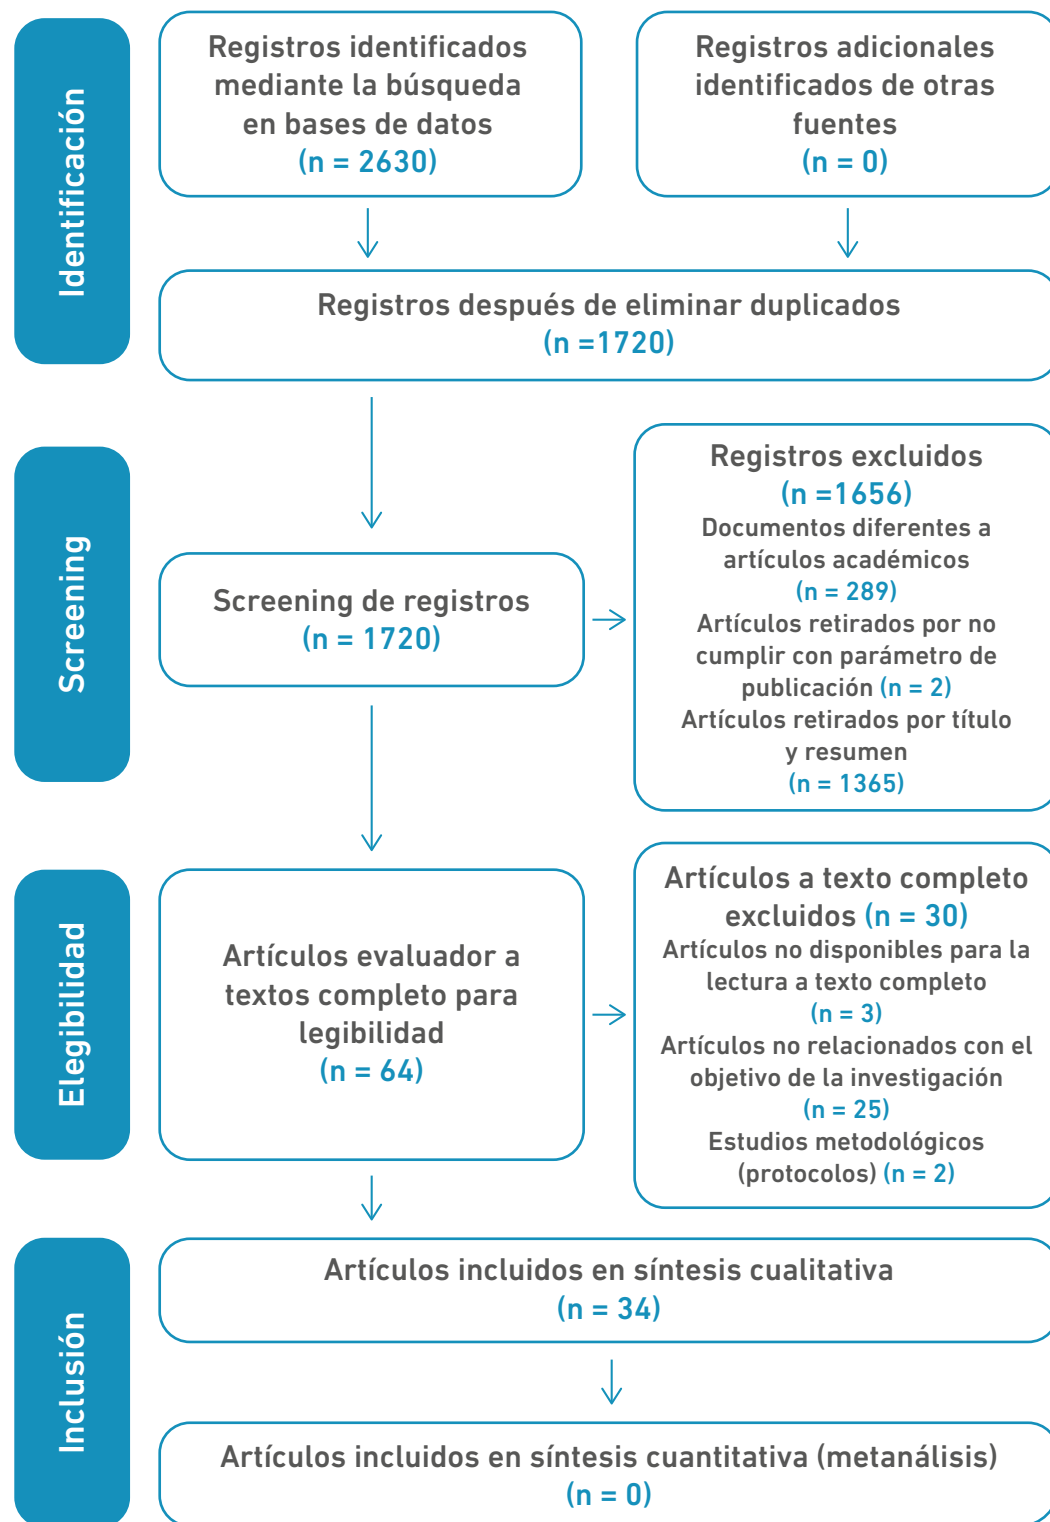 Identificación
Registros identificados
mediante la búsqueda
en bases de datos
(n = 2630)
Registros adicionales
identificados de otras
fuentes
(n = 0)
Registros después de eliminar duplicados
(n =1720)
Screening
Screening de registros
(n = 1720)
Registros excluidos
(n =1656)
Documentos diferentes a
artículos académicos
(n = 289)
Artículos retirados por no
cumplir con parámetro de
publicación (n = 2)
Artículos retirados por título
y resumen
(n = 1365)
Elegibilidad
Artículos evaluador a
textos completo para
legibilidad
(n = 64)
Artículos a texto completo
excluidos (n = 30)
Artículos no disponibles para la
lectura a texto completo
(n = 3)
Artículos no relacionados con el
objetivo de la investigación
(n = 25)
Estudios metodológicos
(protocolos) (n = 2)
Inclusión
Artículos incluidos en síntesis cualitativa
(n = 34)
Artículos incluidos en síntesis cuantitativa (metanálisis)
(n = 0)